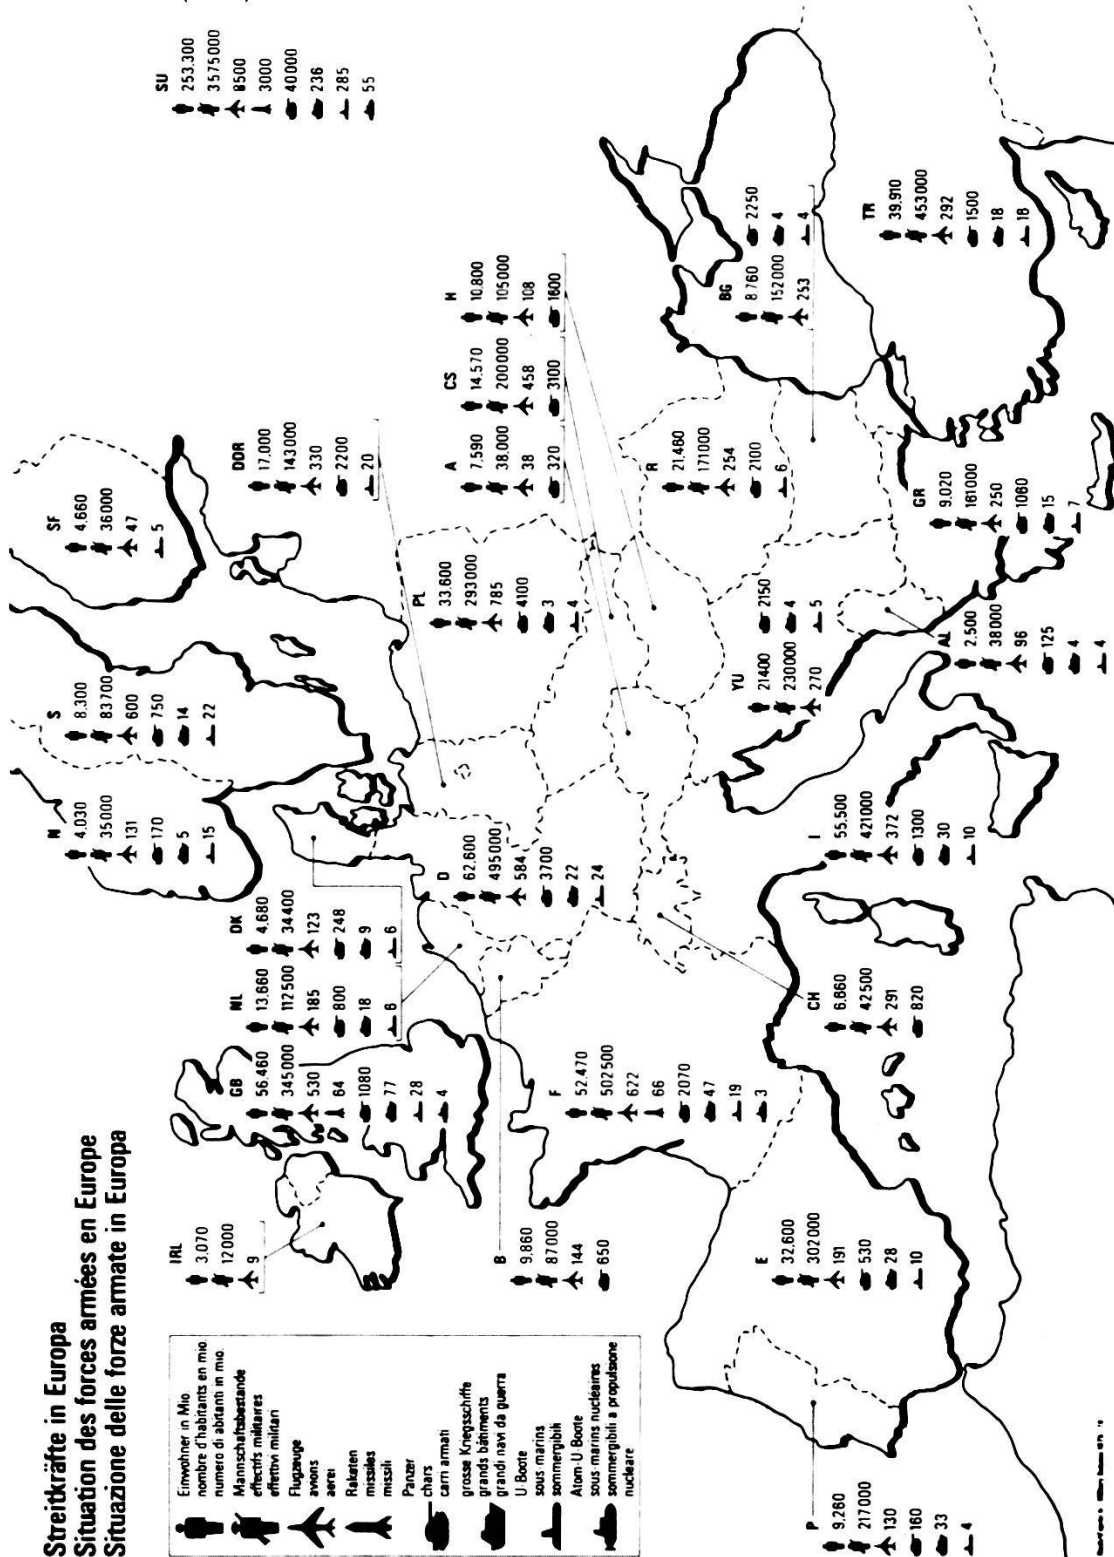 Streitkräfte in Europa
Situation des forces armées en Europe
Situazione delle forze armate in Europa
Einwohner in Mio.
nombre d'habitants en mio.
numero di abitanti in mio.
Mannschaftsbestände
effectifs militaires
effettivi militari
Flugzeuge
avions
aerei
Raketen
missiles
missili
Panzer
chars
carri armati
grosse Kriegsschiffe
grands bâtiments
grandi navi da guerra
U-Boote
sous-marins
sommergibili
Atom-U-Boote
sous-marins nucleaires
sommergibili a propulsione
nucleare
IRL
3.070
12000
9
GB
56.460
345000
530
64
1080
77
28
4
NL
13.660
112500
185
800
18
6
DK
4.680
34400
123
248
9
6
N
4.030
35000
131
170
5
15
S
8.300
83700
600
750
14
22
SF
4.660
36000
47
5
DDR
17.000
143000
330
2200
20
SU
253.300
3575000
8500
3000
40000
236
285
55
B
9.860
87000
144
650
F
52.470
502500
622
66
2070
47
19
3
D
62.600
495000
584
3700
22
24
PL
33.600
293000
785
4100
3
4
A
7.590
38.000
38
320
CS
14.570
200000
458
3100
H
10.800
105000
108
1600
P
9.260
217000
130
160
33
4
E
32.600
302000
191
530
28
10
CH
6.860
42500
291
820
I
55.500
421000
372
1300
30
10
YU
21400
230000
270
2150
4
5
R
21.460
171000
254
2100
6
BG
8.760
152000
253
2250
4
4
AL
2.500
38000
96
125
4
4
GR
9.020
161000
250
1060
15
7
TR
39.910
453000
292
1500
18
18